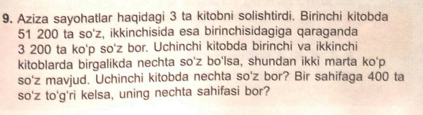 9. Aziza sayohatlar haqidagi 3 ta kitobni solishtirdi. Birinchi kitobda
51 200 ta so'z, ikkinchisida esa birinchisidagiga qaraganda
3 200 ta ko'p so'z bor. Uchinchi kitobda birinchi va ikkinchi
kitoblarda birgalikda nechta so'z bo'lsa, shundan ikki marta ko'p
so'z mavjud. Uchinchi kitobda nechta so'z bor? Bir sahifaga 400 ta
so'z to'g'ri kelsa, uning nechta sahifasi bor?